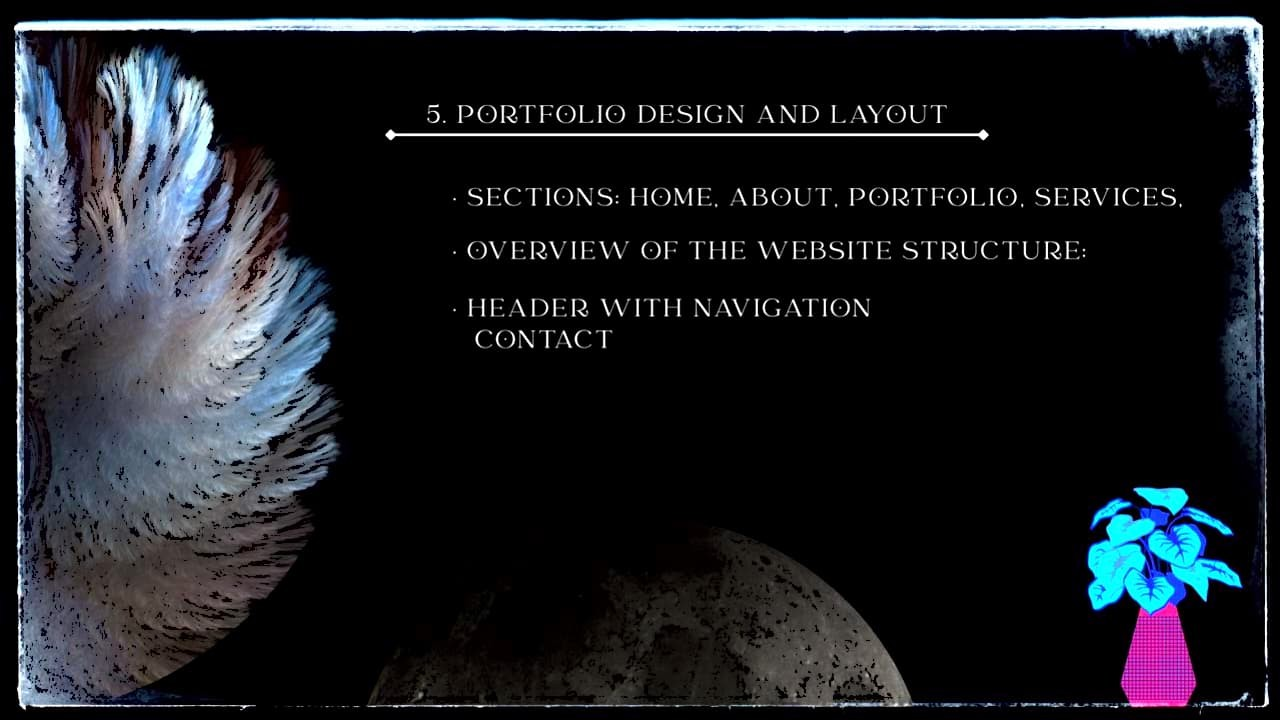 5. PORTFOLIO DESIGN AND LAYOUT
· SECTIONS: HOME, ABOUT, PORTFOLIO, SERVICES,
· OVERVIEW OF THE WEBSITE STRUCTURE:
· HEADER WITH NAVIGATION
CONTACT